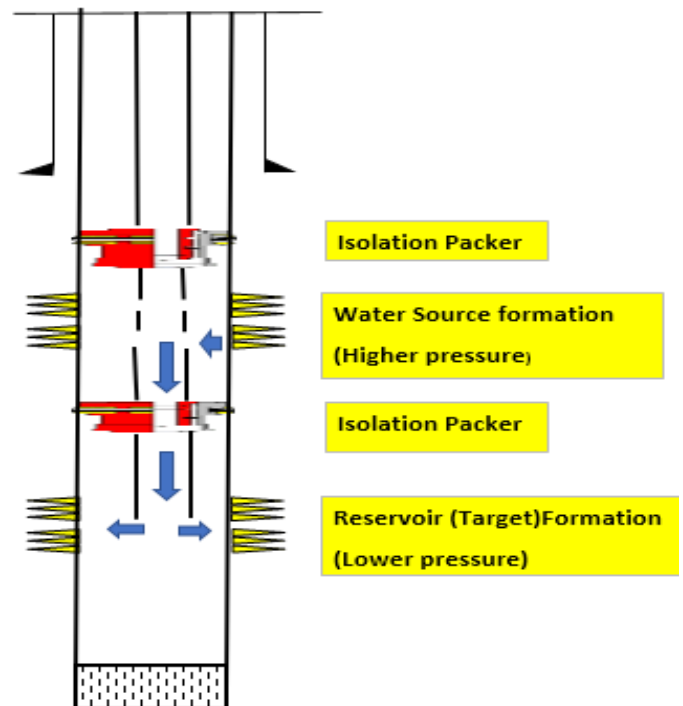 Isolation Packer
Water Source formation
(Higher pressure)
Isolation Packer
Reservoir (Target)Formation
(Lower pressure)